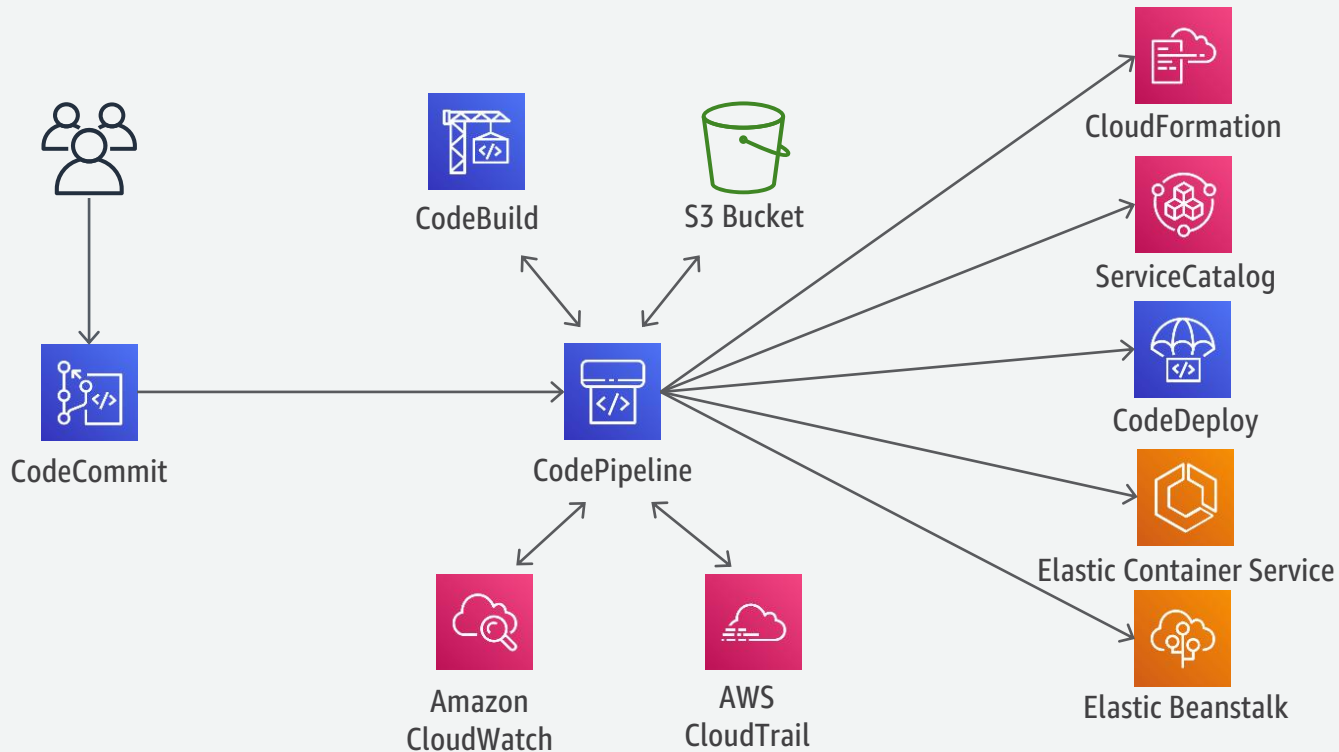 CloudFormation
CodeBuild
S3 Bucket
ServiceCatalog
CodeCommit
CodePipeline
CodeDeploy
Elastic Container Service
Amazon
CloudWatch
AWS
CloudTrail
Elastic Beanstalk